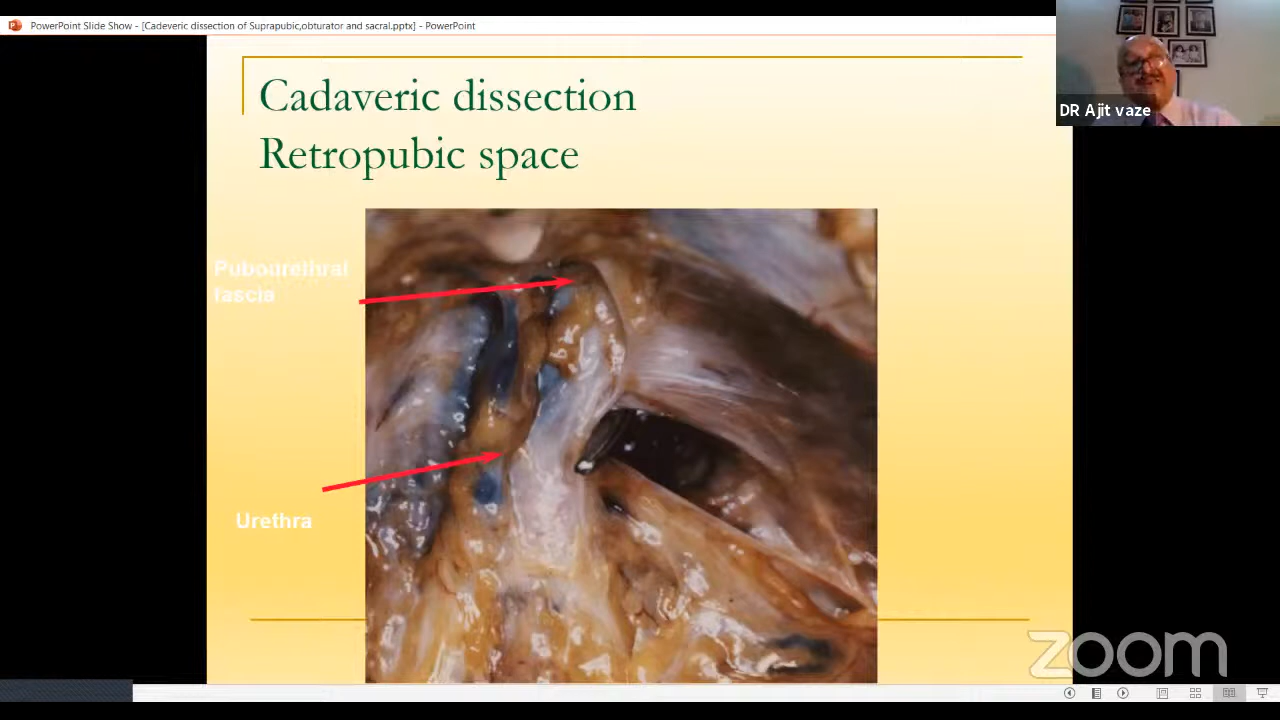 PowerPoint Slide Show - [Cadeveric dissection of Suprapubic,obturator and sacral.pptx] - PowerPoint
DR Ajit vaze
Cadaveric dissection
Retropubic space
Pubourethral
fascia
Urethra
zoom